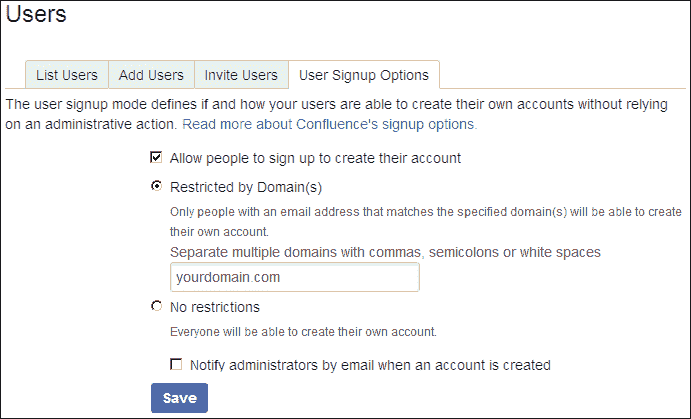 Users
List Users
Add Users
Invite Users
User Signup Options
The user signup mode defines if and how your users are able to create their own accounts without relying
on an administrative action. Read more about Confluence's signup options.
Allow people to sign up to create their account
Restricted by Domain(s)
Only people with an email address that matches the specified domain(s) will be able to create
their own account.
Separate multiple domains with commas, semicolons or white spaces
yourdomain.com
No restrictions
Everyone will be able to create their own account.
Notify administrators by email when an account is created
Save